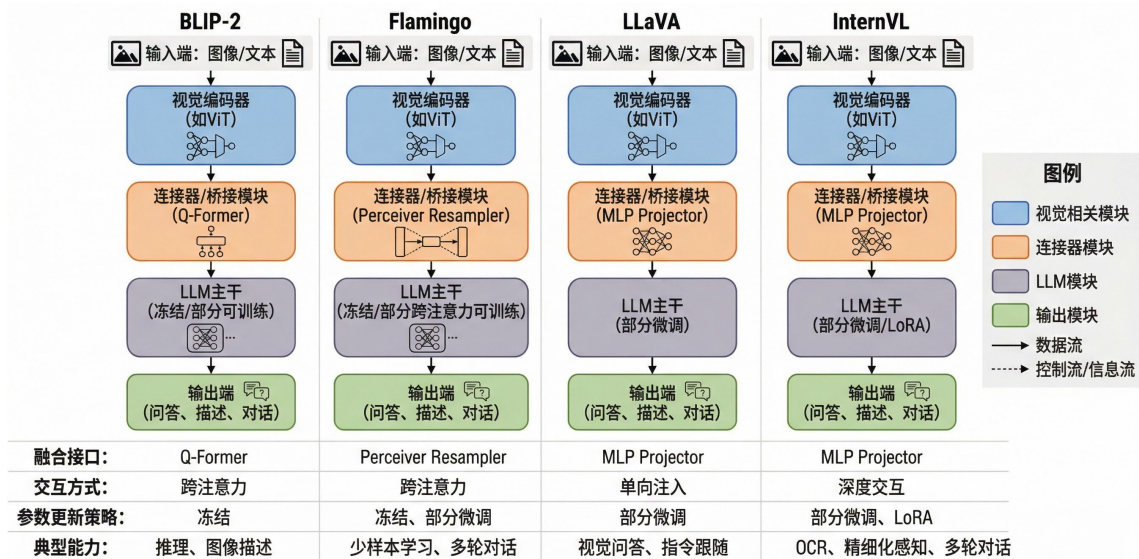 BLIP-2
输入端：图像/文本
视觉编码器
(如ViT)
连接器/桥接模块
(Q-Former)
LLM主干
(冻结/部分可训练)
...
输出端
(问答、描述、对话)
Flamingo
输入端：图像/文本
视觉编码器
(如ViT)
连接器/桥接模块
(Perceiver Resampler)
LLM主干
(冻结/部分跨注意力可训练)
...
输出端
(问答、描述、对话)
LLaVA
输入端：图像/文本
视觉编码器
(如ViT)
连接器/桥接模块
(MLP Projector)
LLM主干
(部分微调)
输出端
(问答、描述、对话)
InternVL
输入端：图像/文本
视觉编码器
(如ViT)
连接器/桥接模块
(MLP Projector)
LLM主干
(部分微调/LoRA)
输出端
(问答、描述、对话)
图例
视觉相关模块
连接器模块
LLM模块
输出模块
数据流
控制流/信息流
融合接口： Q-Former Perceiver Resampler MLP Projector MLP Projector
交互方式： 跨注意力 跨注意力 单向注入 深度交互
参数更新策略： 冻结 冻结、部分微调 部分微调 部分微调、LoRA
典型能力： 推理、图像描述 少样本学习、多轮对话 视觉问答、指令跟随 OCR、精细化感知、多轮对话